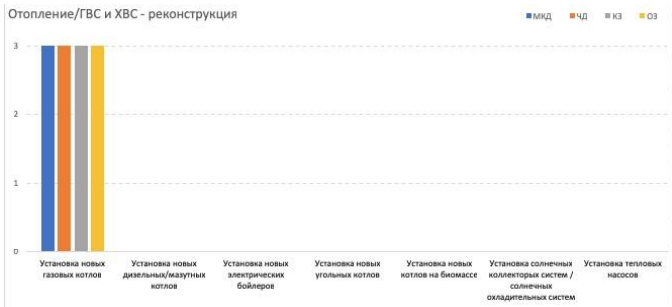 Отопление/ГВС и ХВС - реконструкция
МКД ЧД КЗ ОЗ
3
2
1
0
Установка новых газовых котлов
Установка новых дизельных/мазутных котлов
Установка новых электрических бойлеров
Установка новых угольных котлов
Установка новых котлов на биомассе
Установка солнечных коллекторых систем / солнечных охладительных систем
Установка тепловых насосов